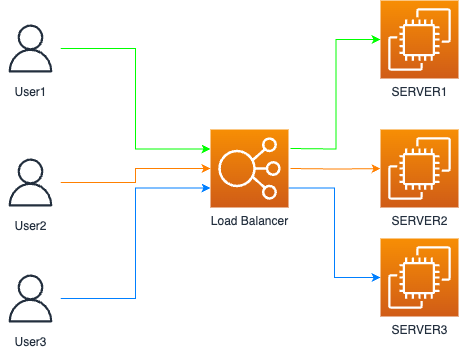 User1
SERVER1
Load Balancer
User2
SERVER2
User3
SERVER3